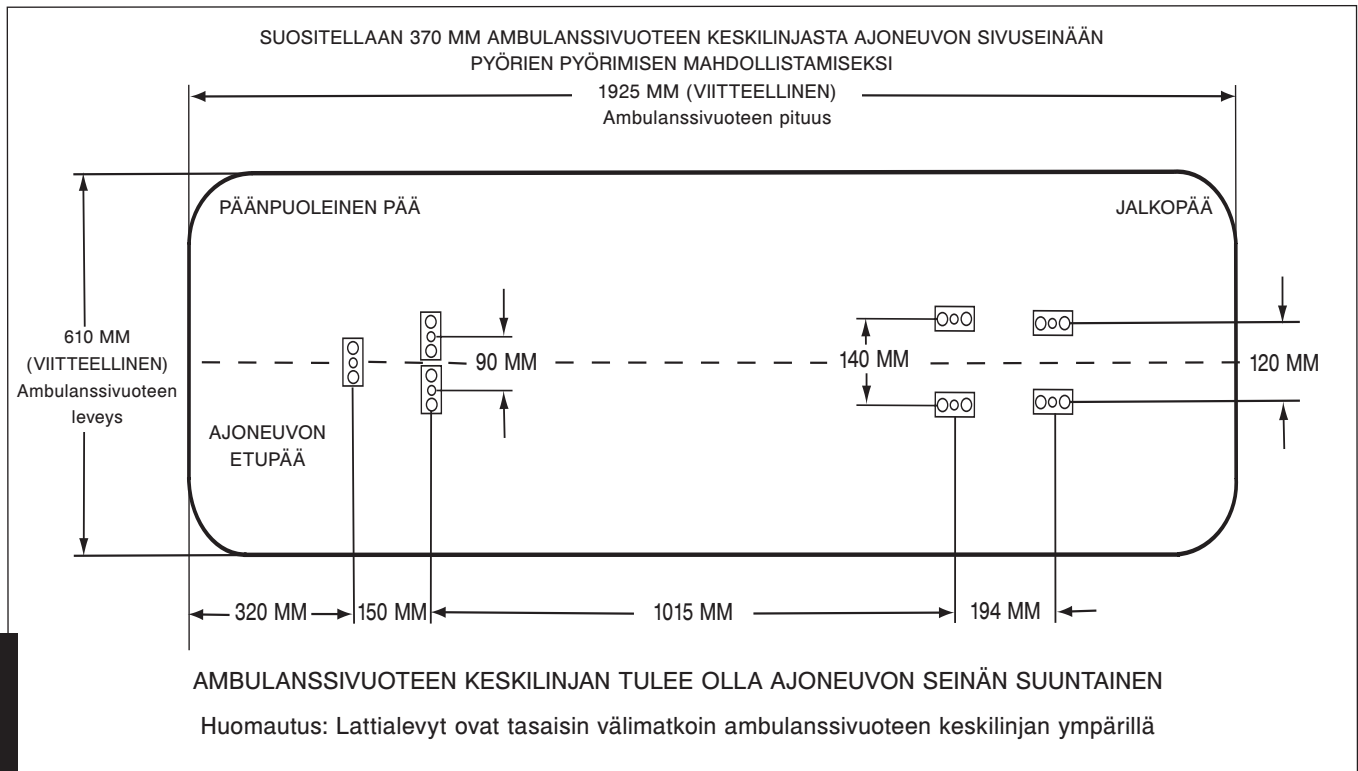 SUOSITELLAAN 370 MM AMBULANSSIVUOTEEN KESKILINJASTA AJONEUVON SIVUSEINÄÄN
PYÖRIEN PYÖRIMISEN MAHDOLLISTAMISEKSI
1925 MM (VIITTEELLINEN)
Ambulanssivuoteen pituus
PÄÄNPUOLEINEN PÄÄ
JALKOPÄÄ
610 MM
(VIITTEELLINEN)
Ambulanssivuoteen
leveys
90 MM
140 MM
120 MM
AJONEUVON
ETUPÄÄ
320 MM
150 MM
1015 MM
194 MM
AMBULANSSIVUOTEEN KESKILINJAN TULEE OLLA AJONEUVON SEINÄN SUUNTAINEN
Huomautus: Lattialevyt ovat tasaisin välimatkoin ambulanssivuoteen keskilinjan ympärillä